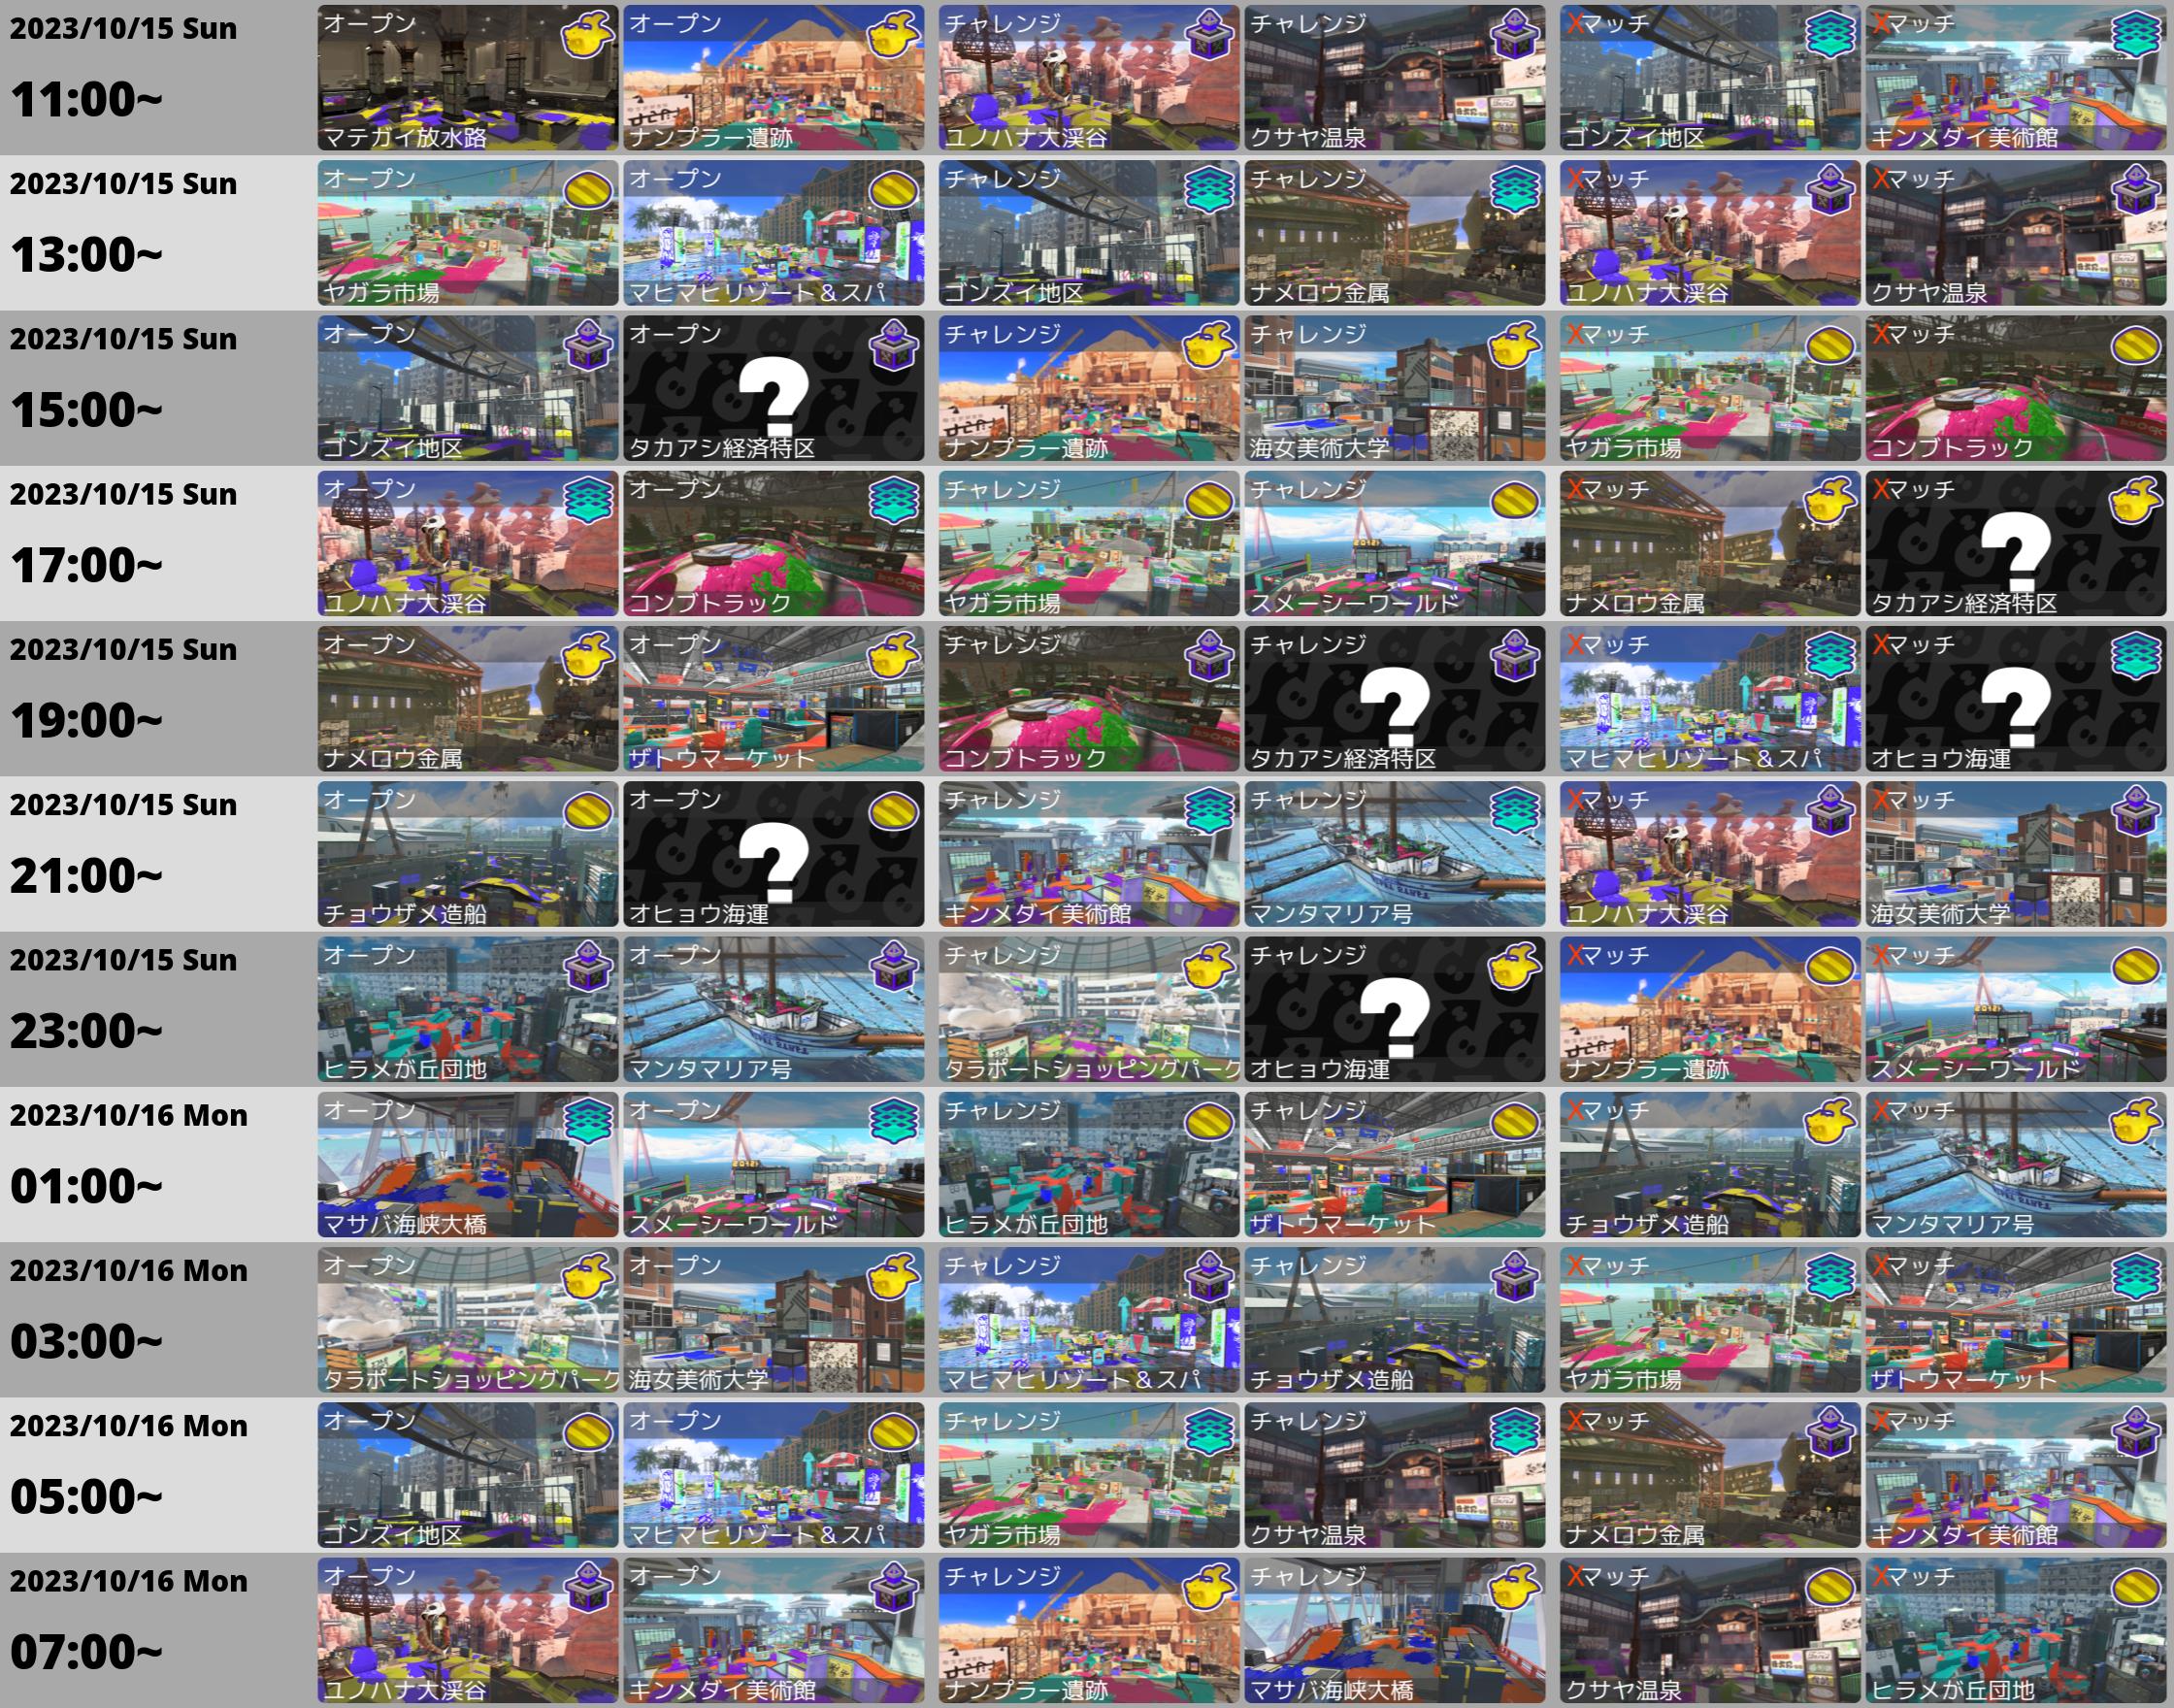 2023/10/15 Sun
11:00~
オープン
マテガイ放水路
オープン
ナンプラー遺跡
チャレンジ
ユノハナ大渓谷
チャレンジ
クサヤ温泉
Xマッチ
ゴンズイ地区
Xマッチ
キンメダイ美術館
2023/10/15 Sun
13:00~
オープン
ヤガラ市場
オープン
マヒマヒリゾート＆スパ
チャレンジ
ゴンズイ地区
チャレンジ
ナメロウ金属
Xマッチ
ユノハナ大渓谷
Xマッチ
クサヤ温泉
2023/10/15 Sun
15:00~
オープン
ゴンズイ地区
オープン
?
タカアシ経済特区
チャレンジ
ナンプラー遺跡
チャレンジ
海女美術大学
Xマッチ
ヤガラ市場
Xマッチ
コンブトラック
2023/10/15 Sun
17:00~
オープン
ユノハナ大渓谷
オープン
コンブトラック
チャレンジ
ヤガラ市場
チャレンジ
スメーシーワールド
Xマッチ
ナメロウ金属
Xマッチ
?
タカアシ経済特区
2023/10/15 Sun
19:00~
オープン
ナメロウ金属
オープン
ザトウマーケット
チャレンジ
コンブトラック
チャレンジ
?
タカアシ経済特区
Xマッチ
マヒマヒリゾート＆スパ
Xマッチ
?
オヒョウ海運
2023/10/15 Sun
21:00~
オープン
チョウザメ造船
オープン
?
オヒョウ海運
チャレンジ
キンメダイ美術館
チャレンジ
マンタマリア号
Xマッチ
ユノハナ大渓谷
Xマッチ
海女美術大学
2023/10/15 Sun
23:00~
オープン
ヒラメが丘団地
オープン
マンタマリア号
チャレンジ
タラポートショッピングパーク
チャレンジ
?
オヒョウ海運
Xマッチ
ナンプラー遺跡
Xマッチ
スメーシーワールド
2023/10/16 Mon
01:00~
オープン
マサバ海峡大橋
オープン
スメーシーワールド
チャレンジ
ヒラメが丘団地
チャレンジ
ザトウマーケット
Xマッチ
チョウザメ造船
Xマッチ
マンタマリア号
2023/10/16 Mon
03:00~
オープン
タラポートショッピングパーク
オープン
海女美術大学
チャレンジ
マヒマヒリゾート＆スパ
チャレンジ
チョウザメ造船
Xマッチ
ヤガラ市場
Xマッチ
ザトウマーケット
2023/10/16 Mon
05:00~
オープン
ゴンズイ地区
オープン
マヒマヒリゾート＆スパ
チャレンジ
ヤガラ市場
チャレンジ
クサヤ温泉
Xマッチ
ナメロウ金属
Xマッチ
キンメダイ美術館
2023/10/16 Mon
07:00~
オープン
ユノハナ大渓谷
オープン
キンメダイ美術館
チャレンジ
ナンプラー遺跡
チャレンジ
マサバ海峡大橋
Xマッチ
クサヤ温泉
Xマッチ
ヒラメが丘団地